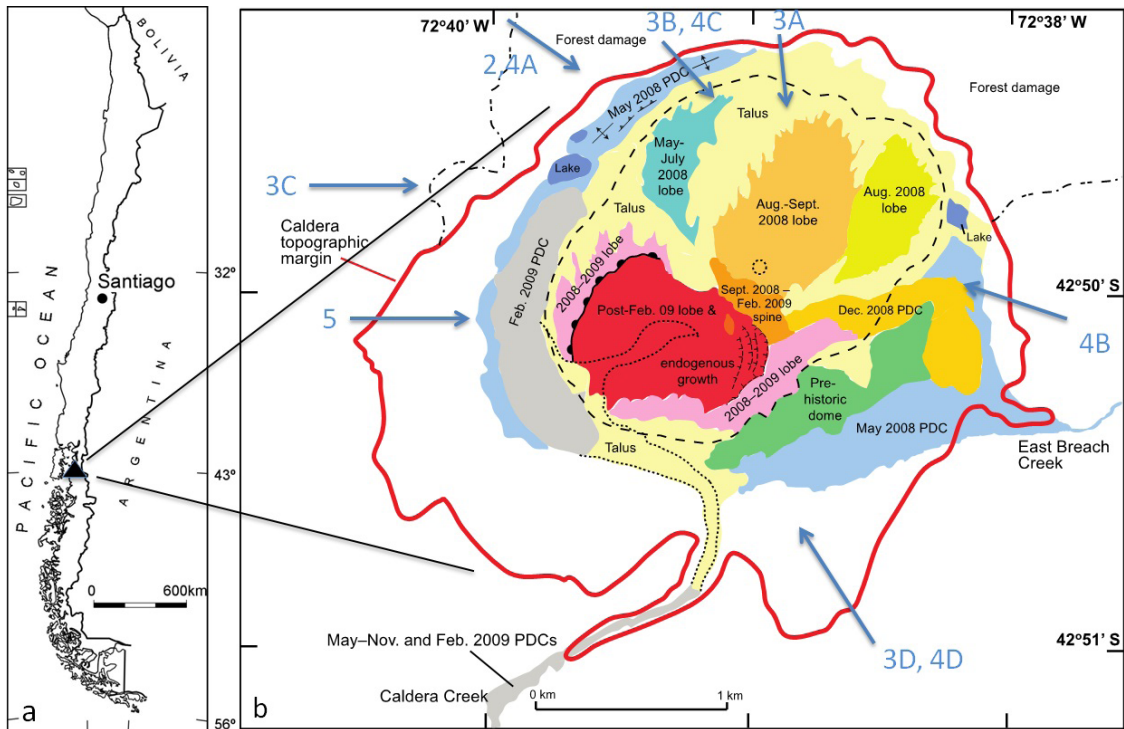 BOLIVIA
Santiago
PACIFIC OCEAN
ARGENTINA
32°
43°
56°
0
600km
a
72°40' W
72°38' W
Forest damage
Forest damage
2,4A
3B, 4C
3A
3C
5
4B
3D, 4D
May 2008 PDC
Talus
May-
July
2008
lobe
Lake
Aug.-Sept.
2008 lobe
Aug. 2008
lobe
Lake
Talus
Caldera
topographic
margin
Feb. 2009 PDC
2008–2009 lobe
Sept. 2008 –
Feb. 2009
spine
Post-Feb. 09 lobe &
endogenous
growth
Dec. 2008 PDC
42°50' S
2008–2009 lobe
Pre-
historic
dome
May 2008 PDC
East Breach
Creek
Talus
May–Nov. and Feb. 2009 PDCs
Caldera Creek
0 km
1 km
42°51' S
b